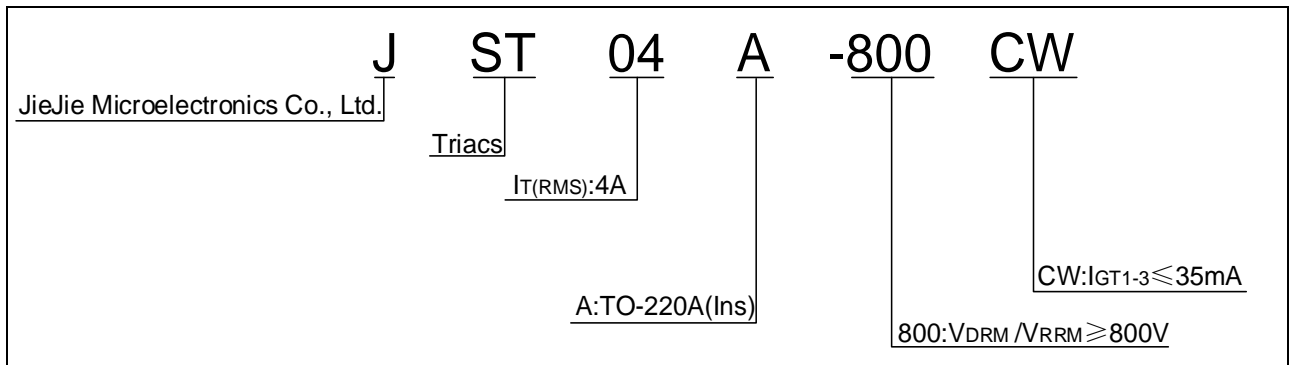 J ST 04 A -800 CW
JieJie Microelectronics Co., Ltd.
Triacs
IT(RMS):4A
CW:IGT1-3≤35mA
A:TO-220A(Ins)
800:VDRM /VRRM≥800V